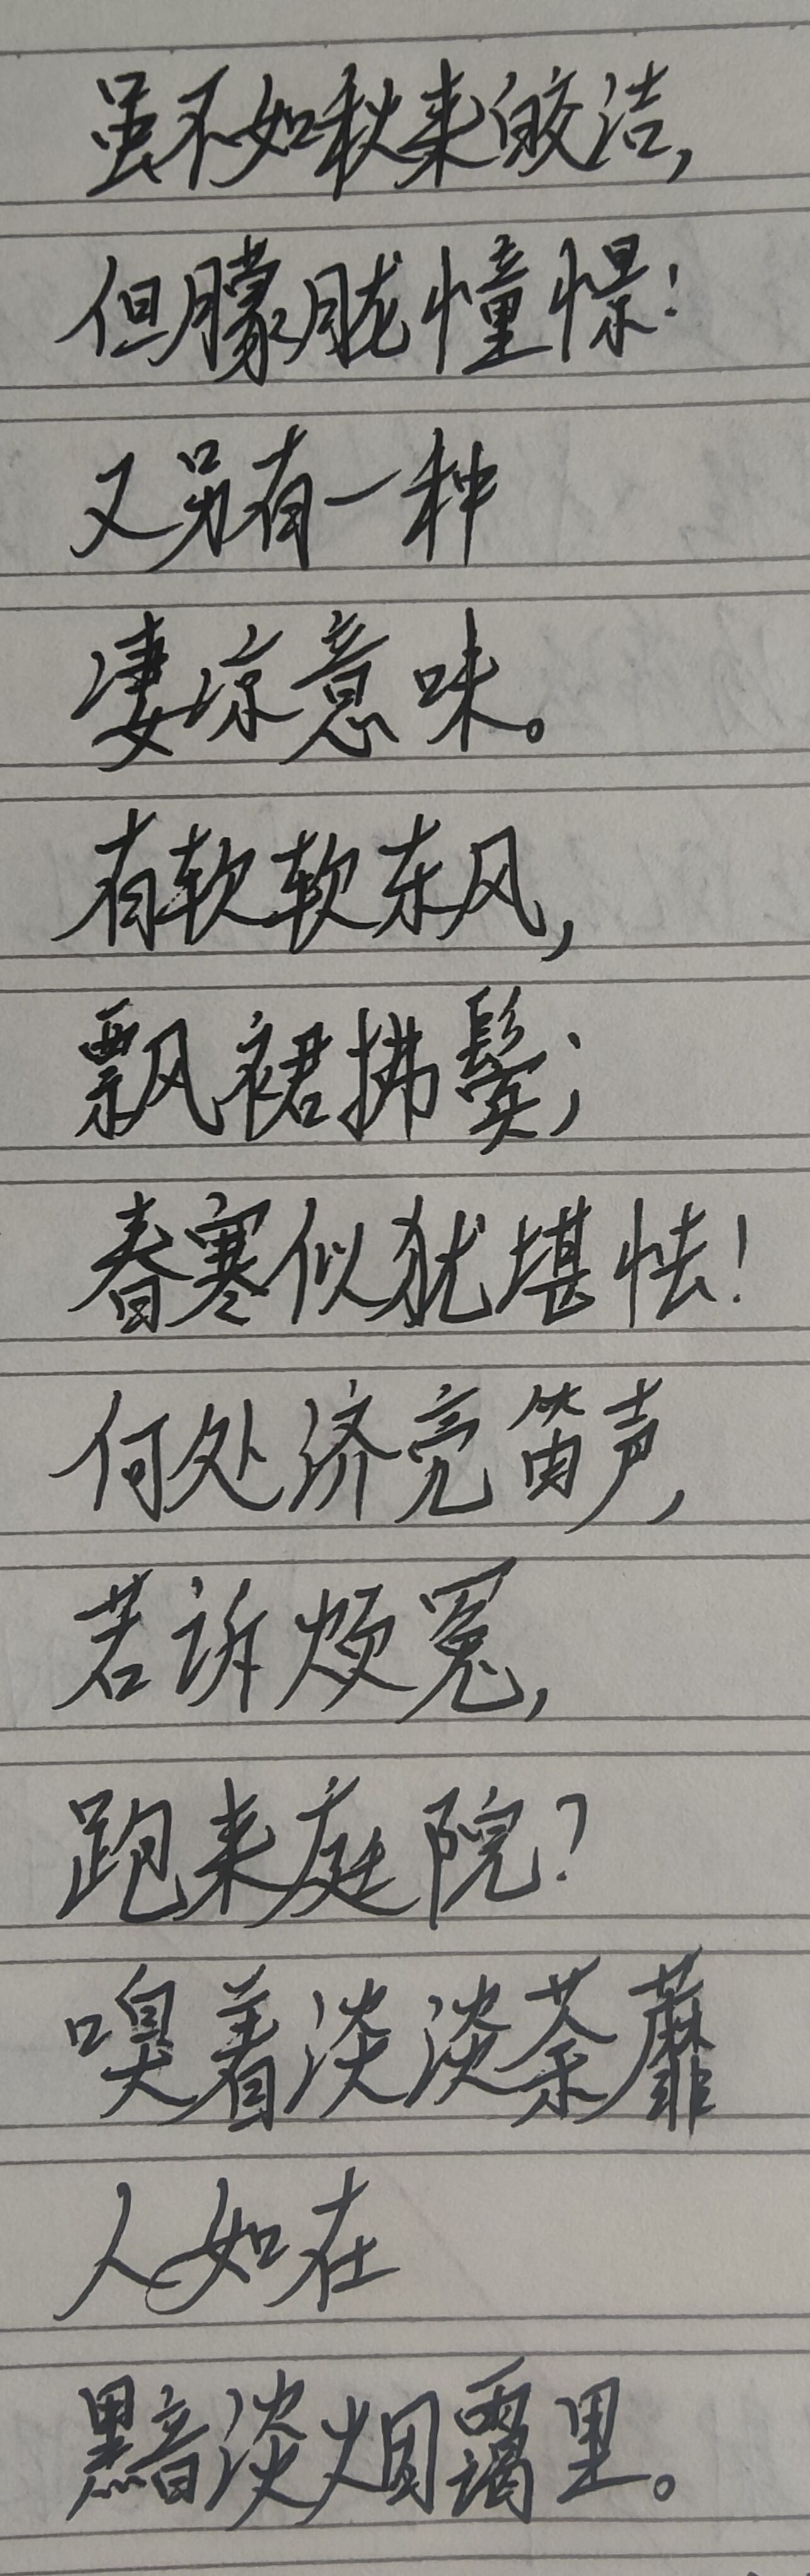 虽不如秋来皎洁，
但朦胧憧憬！
又另有一种
凄凉意味。
有软软东风，
飘裙拂鬓；
春寒似犹堪怯！
何处济亮笛声，
若诉烦冤，
跑来庭院？
嗅着淡淡荼蘼
人如在
黯淡烟霭里。